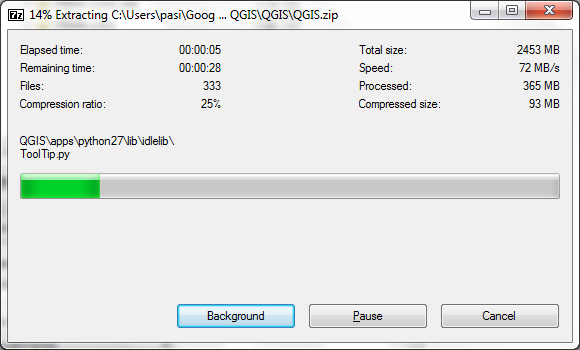 7z 14% Extracting C:\Users\pasi\Goog ... QGIS\QGIS\QGIS.zip
Elapsed time: 00:00:05 Total size: 2453 MB
Remaining time: 00:00:28 Speed: 72 MB/s
Files: 333 Processed: 365 MB
Compression ratio: 25% Compressed size: 93 MB
QGIS\apps\python27\lib\idlelib\
ToolTip.py
Background Pause Cancel